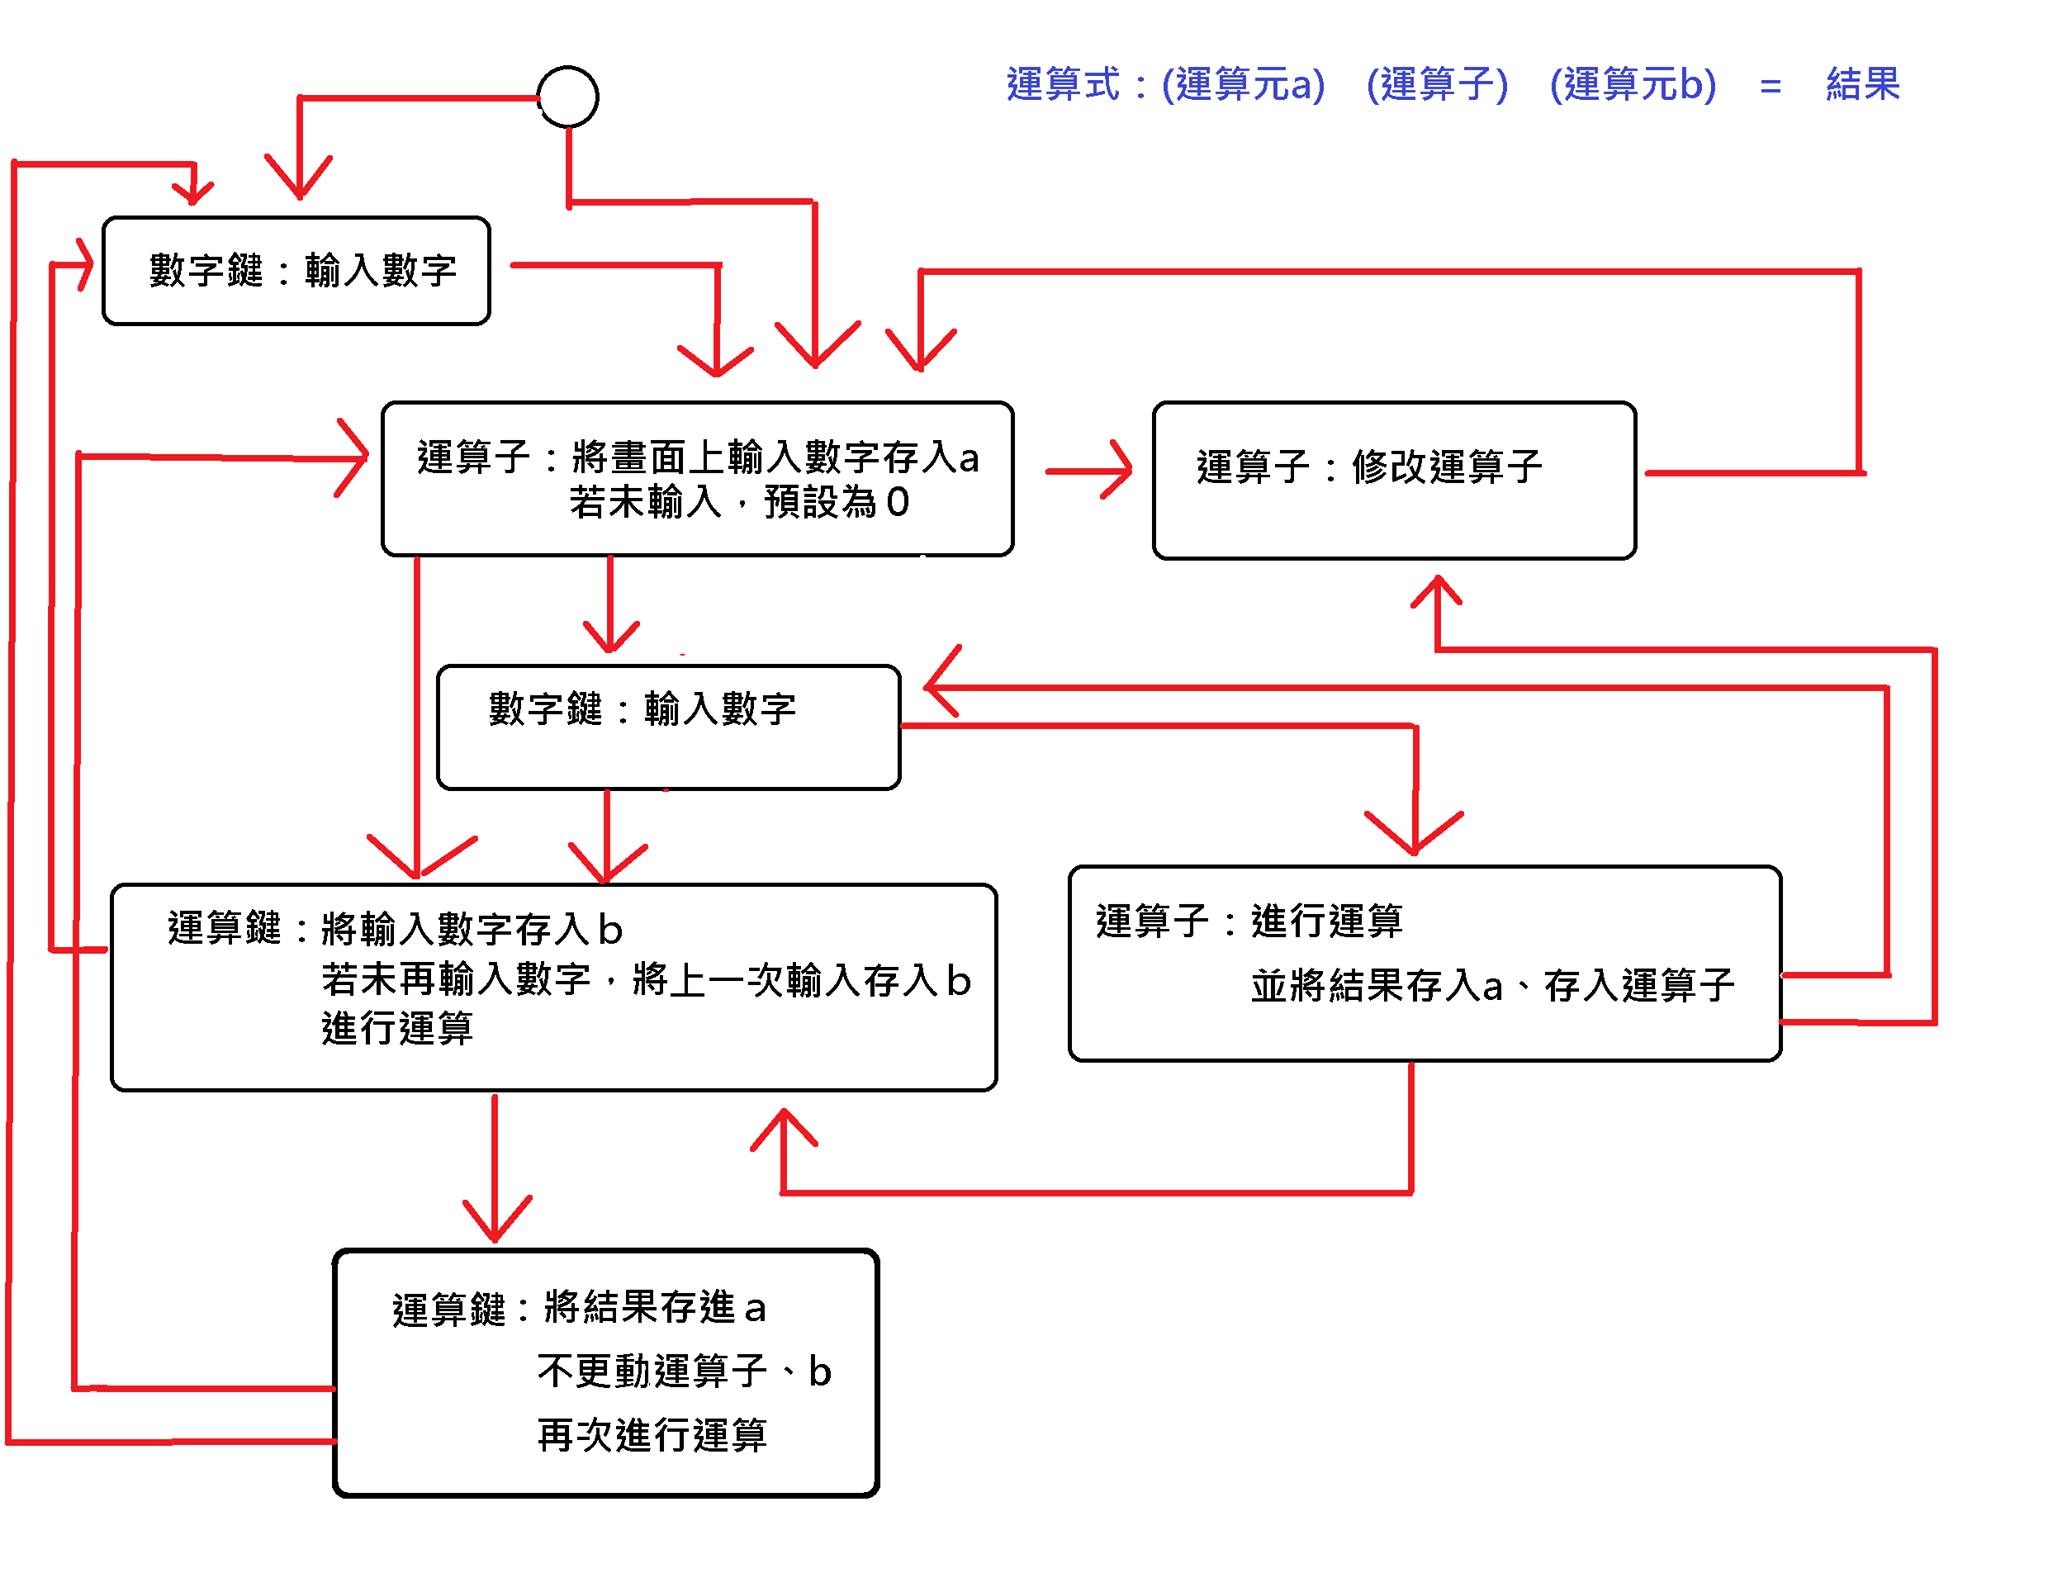 運算式：(運算元a)　(運算子)　(運算元b)　=　結果
數字鍵：輸入數字
運算子：將畫面上輸入數字存入a
若未輸入，預設為０
運算子：修改運算子
數字鍵：輸入數字
運算鍵：將輸入數字存入ｂ
若未再輸入數字，將上一次輸入存入ｂ
進行運算
運算子：進行運算
並將結果存入a、存入運算子
運算鍵：將結果存進ａ
不更動運算子、b
再次進行運算